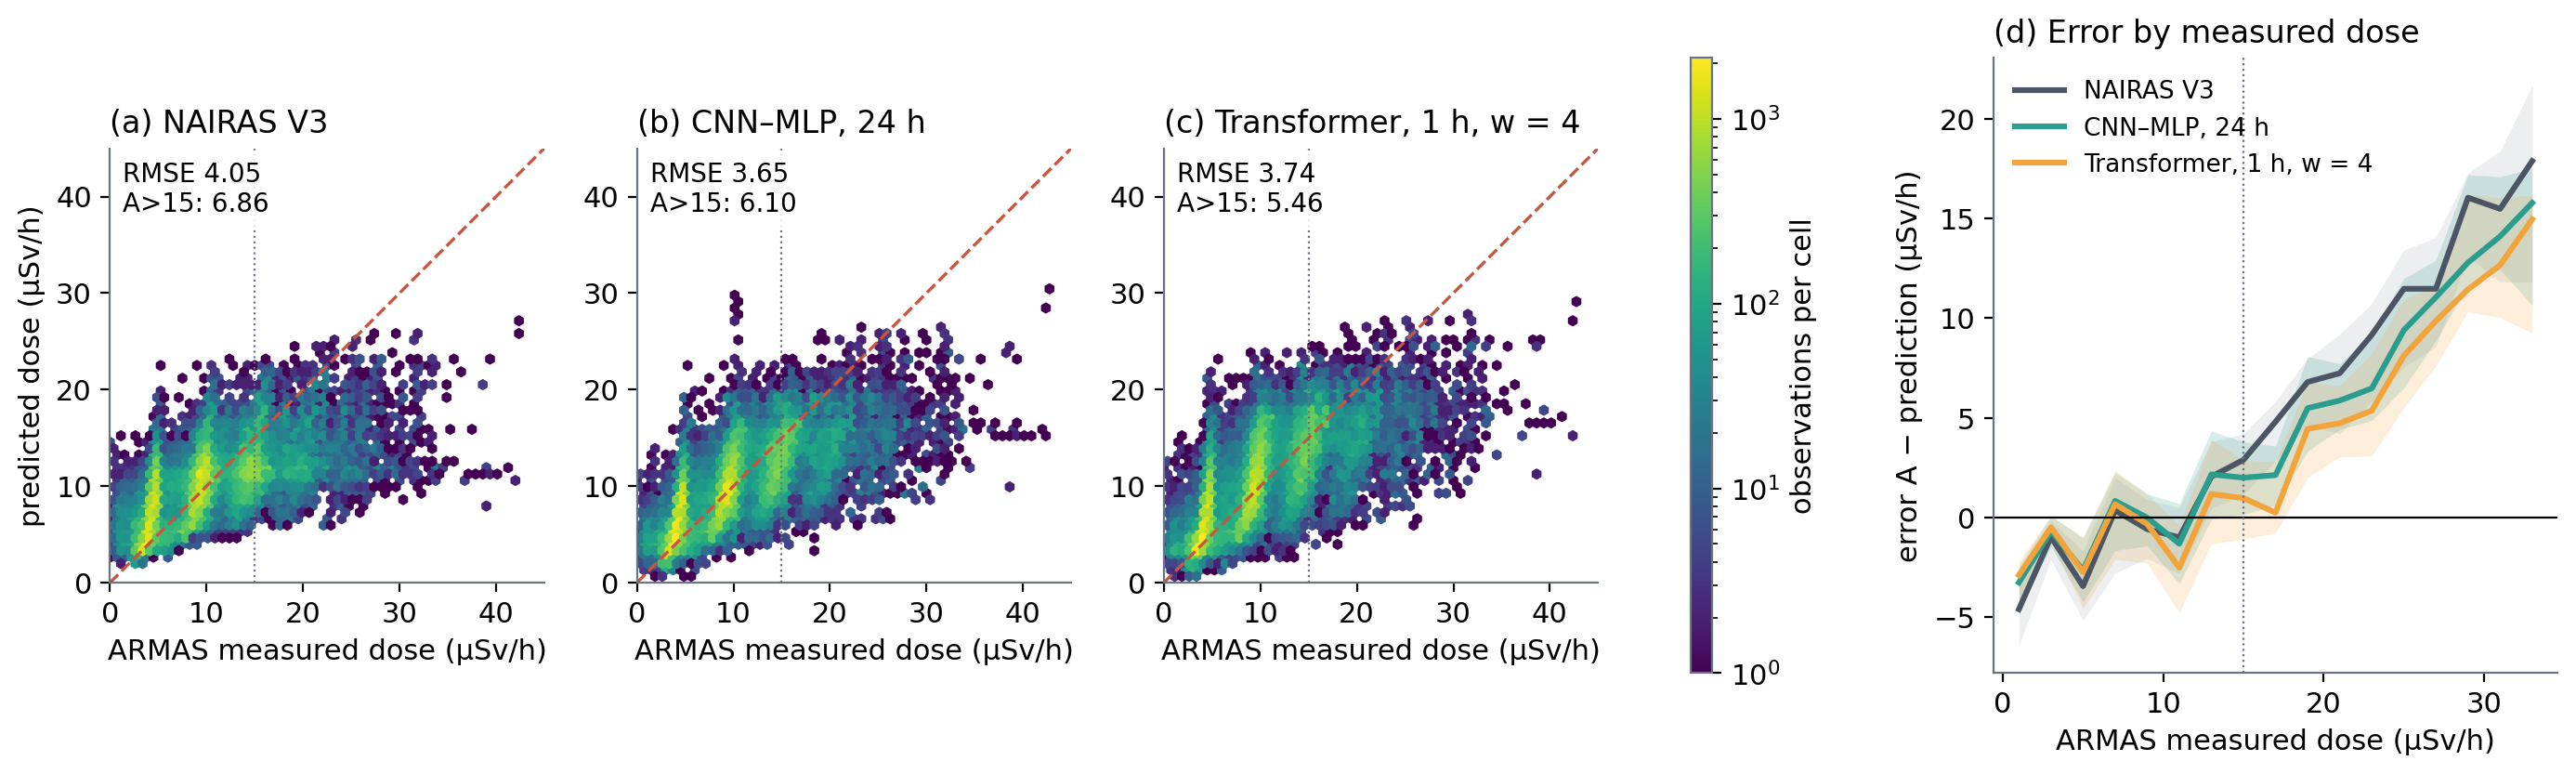 (a) NAIRAS V3
RMSE 4.05
A>15: 6.86
predicted dose (μSv/h)
40
30
20
10
0
0 10 20 30 40
ARMAS measured dose (μSv/h)
(b) CNN–MLP, 24 h
RMSE 3.65
A>15: 6.10
40
30
20
10
0
0 10 20 30 40
ARMAS measured dose (μSv/h)
(c) Transformer, 1 h, w = 4
RMSE 3.74
A>15: 5.46
40
30
20
10
0
0 10 20 30 40
ARMAS measured dose (μSv/h)
10³
10²
10¹
10⁰
observations per cell
(d) Error by measured dose
NAIRAS V3
CNN–MLP, 24 h
Transformer, 1 h, w = 4
error A − prediction (μSv/h)
20
15
10
5
0
−5
0 10 20 30
ARMAS measured dose (μSv/h)